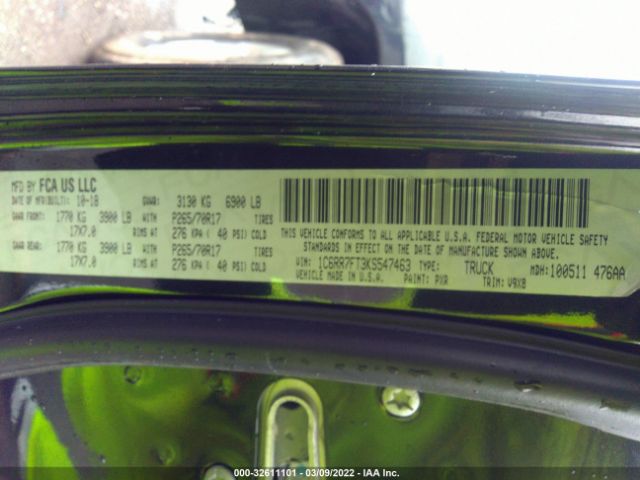 MFD BY FCA US LLC
DATE OF MFR(BUILT): 10-18 GVWR: 3130 KG 6900 LB
GAWR FRONT: 1770 KG 3900 LB WITH P265/70R17 TIRES
17X7.0 RIMS AT 276 KPA ( 40 PSI) COLD
GAWR REAR: 1770 KG 3900 LB WITH P265/70R17 TIRES
17X7.0 RIMS AT 276 KPA ( 40 PSI) COLD
THIS VEHICLE CONFORMS TO ALL APPLICABLE U.S.A. FEDERAL MOTOR VEHICLE SAFETY
STANDARDS IN EFFECT ON THE DATE OF MANUFACTURE SHOWN ABOVE.
VIN: 1C6RR7FT3KS547463 TYPE: TRUCK MDH: 100511 476AA
MADE IN U.S.A. PAINT: PXR TRIM: V9X8
000-32611101 — 03/09/2022 — IAA Inc.